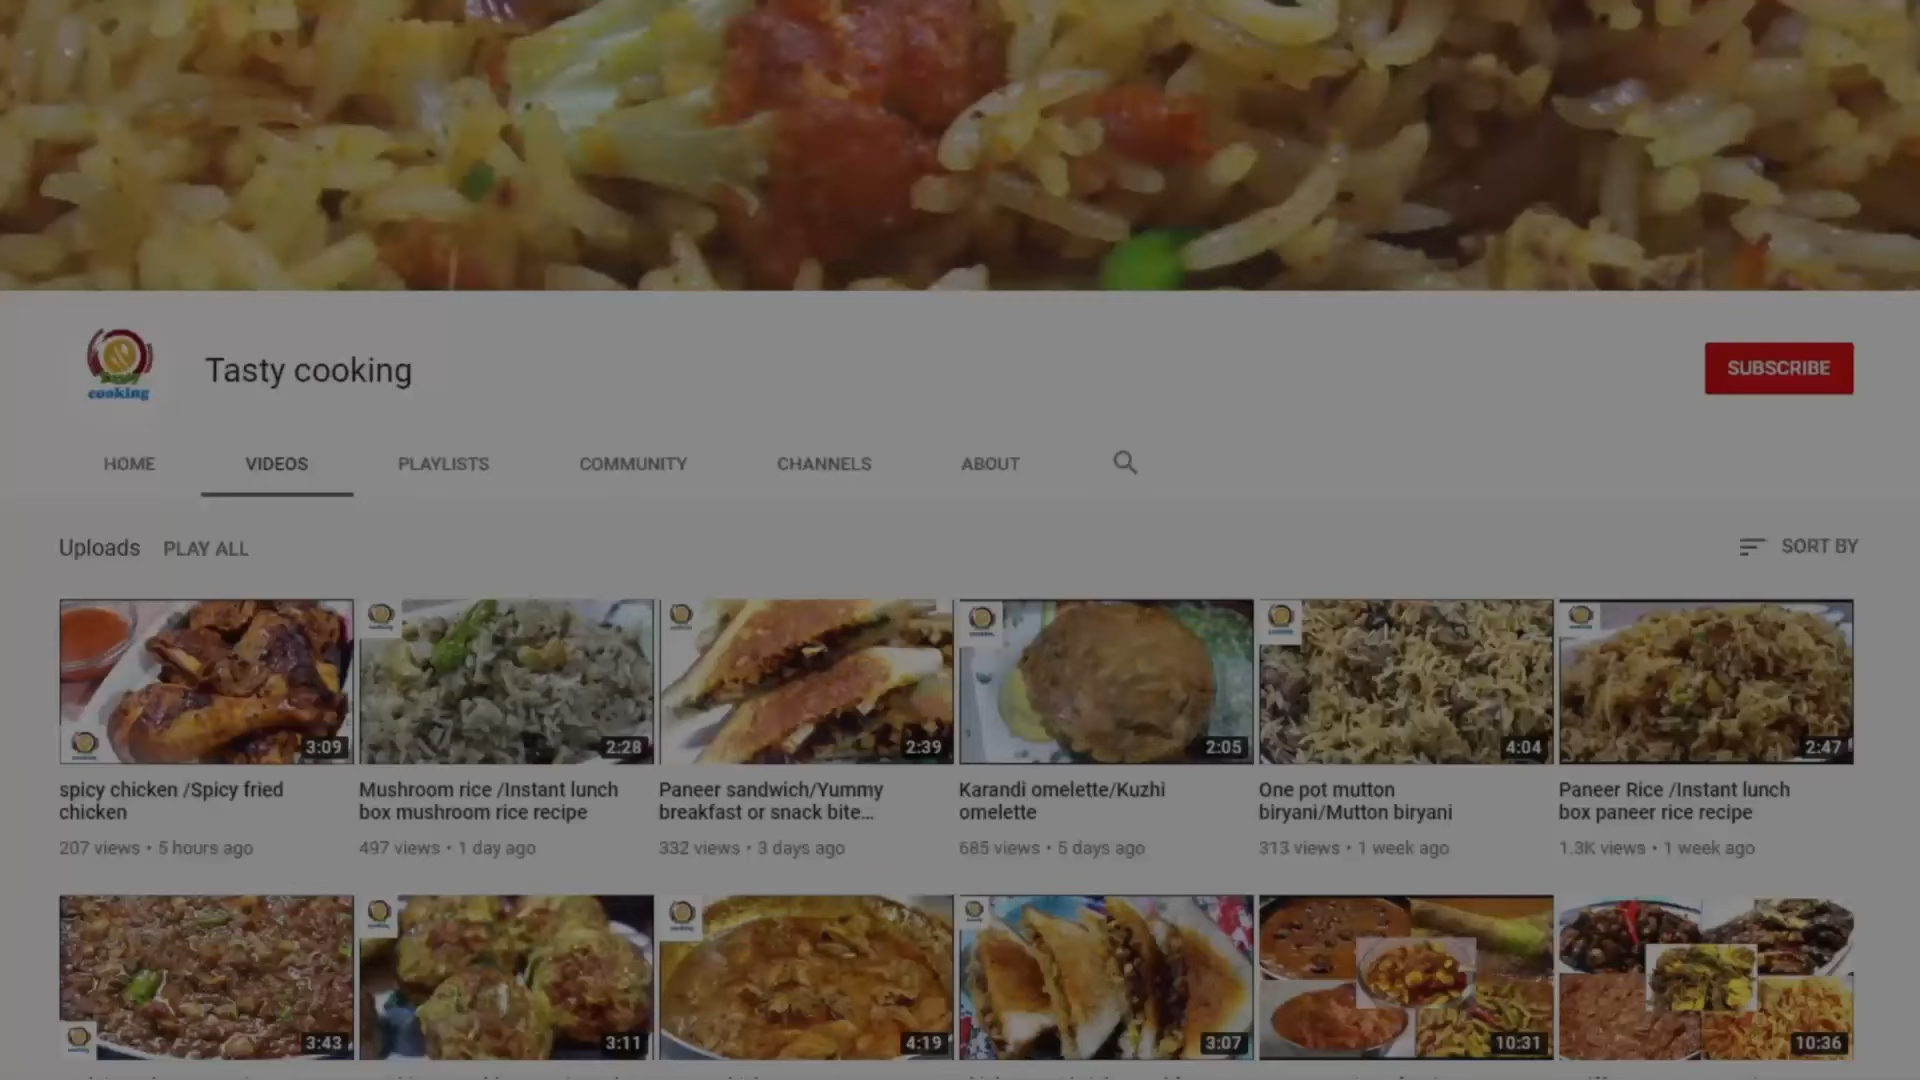 cooking
Tasty cooking
SUBSCRIBE
HOME VIDEOS PLAYLISTS COMMUNITY CHANNELS ABOUT
Uploads PLAY ALL SORT BY
3:09 2:28 2:39 2:05 4:04 2:47
spicy chicken /Spicy fried
chicken
207 views • 5 hours ago
Mushroom rice /Instant lunch
box mushroom rice recipe
497 views • 1 day ago
Paneer sandwich/Yummy
breakfast or snack bite...
332 views • 3 days ago
Karandi omelette/Kuzhi
omelette
685 views • 5 days ago
One pot mutton
biryani/Mutton biryani
313 views • 1 week ago
Paneer Rice /Instant lunch
box paneer rice recipe
1.3K views • 1 week ago
3:43 3:11 4:19 3:07 10:31 10:36